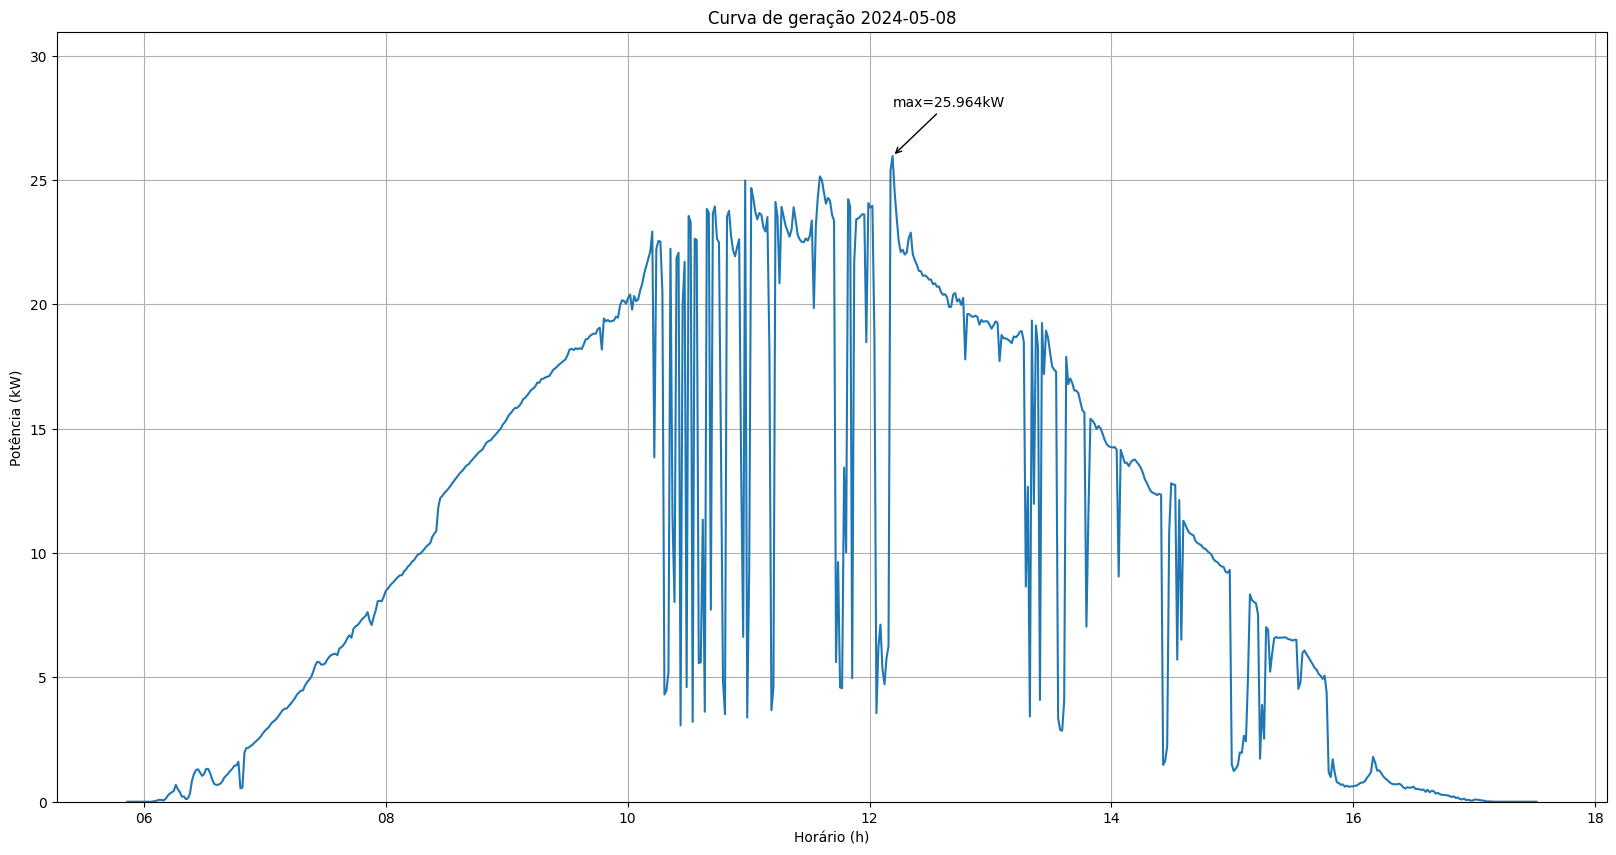 Curva de geração 2024-05-08
30
max=25.964kW
25
20
15
10
5
0
Potência (kW)
06 08 10 12 14 16 18
Horário (h)